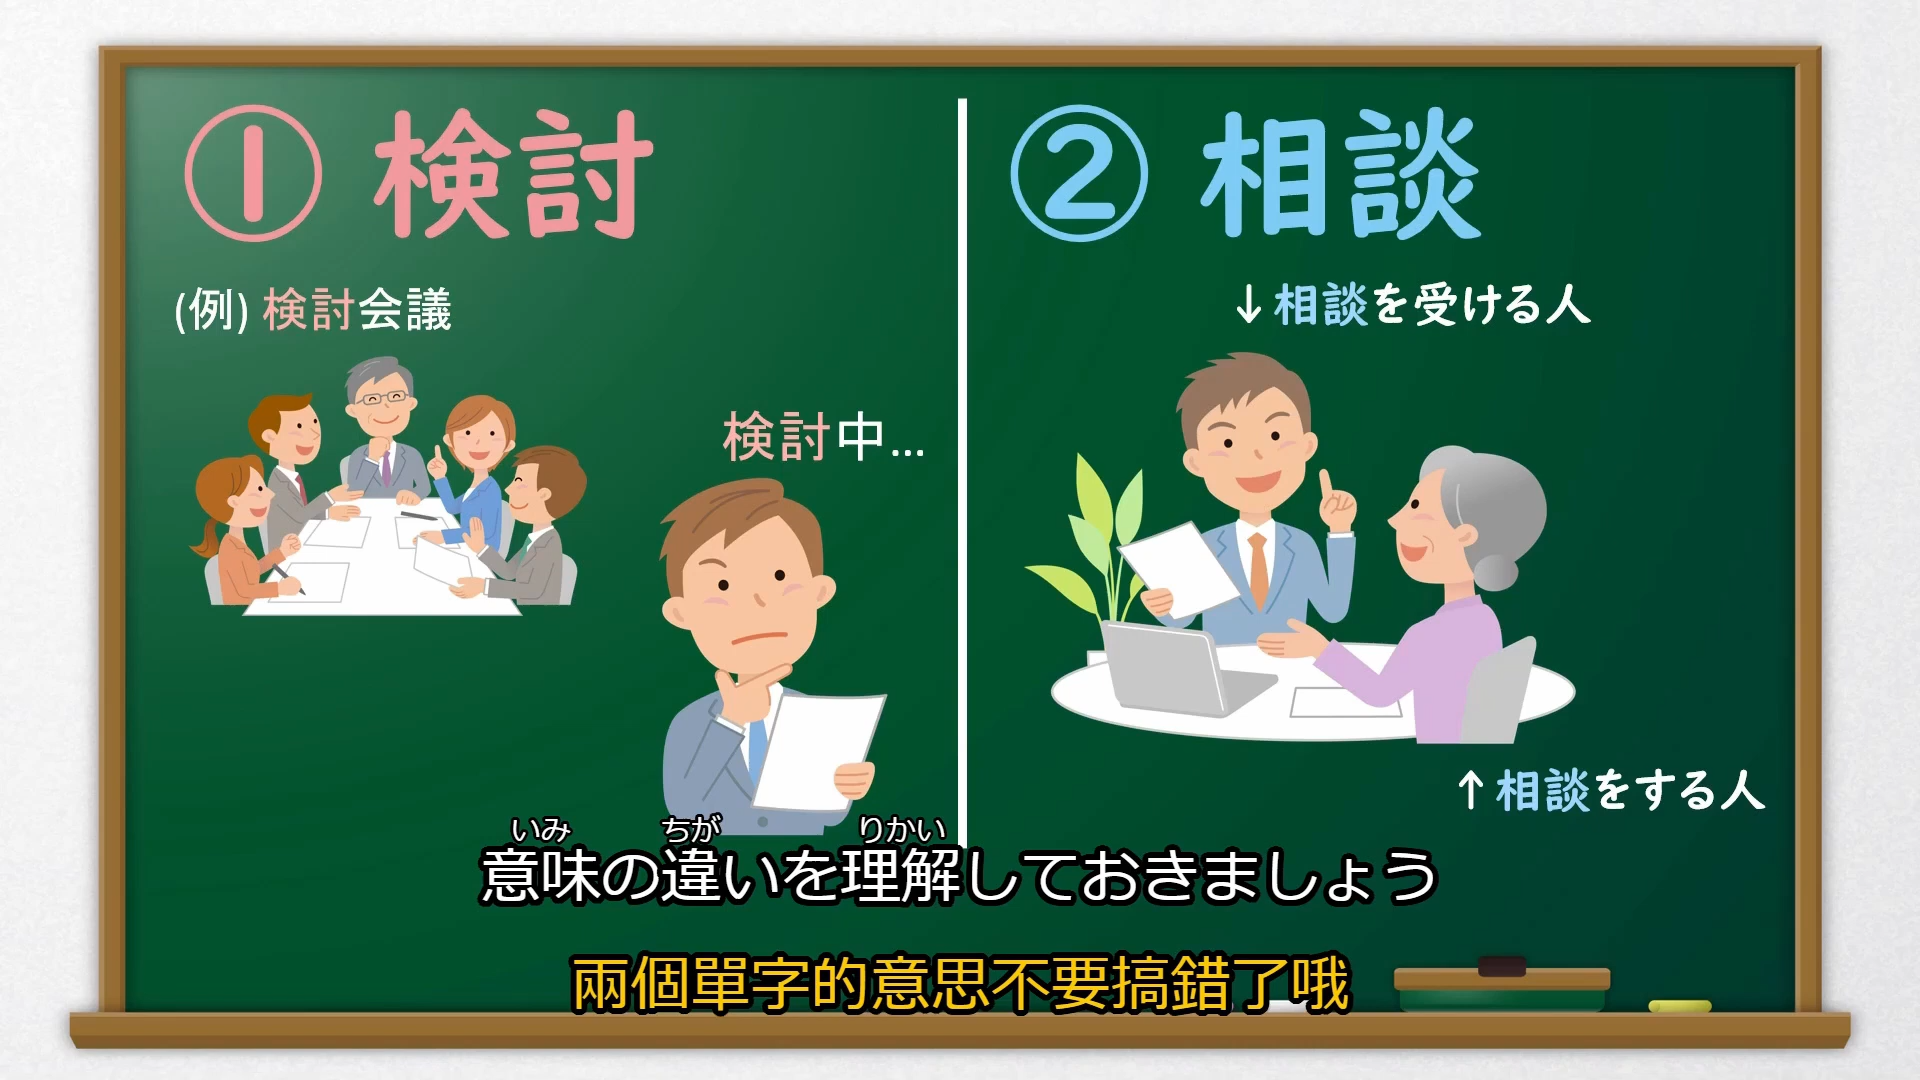 ① 検討
(例) 検討会議
検討中...
② 相談
↓相談を受ける人
↑相談をする人
いみ ちが りかい
意味の違いを理解しておきましょう
兩個單字的意思不要搞錯了哦